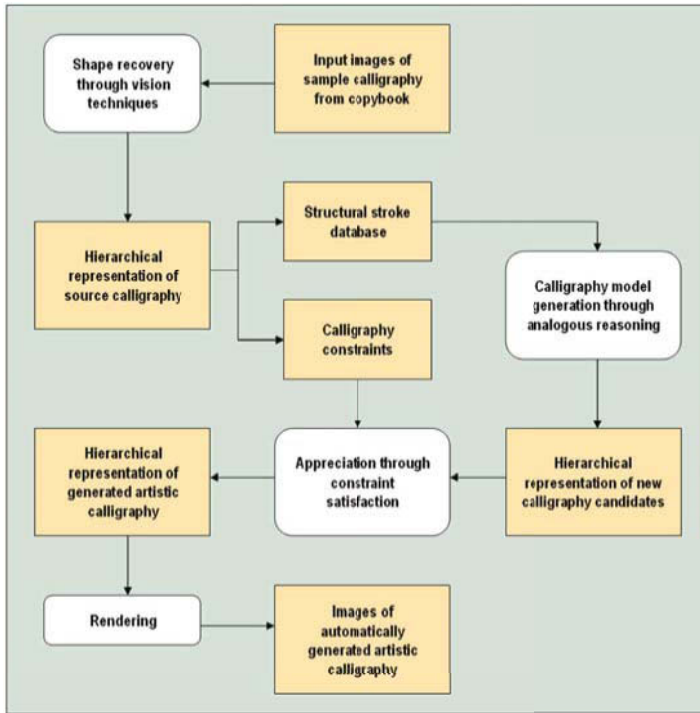 Shape recovery
through vision
techniques
Input images of
sample calligraphy
from copybook
Hierarchical
representation of
source calligraphy
Structural stroke
database
Calligraphy
constraints
Calligraphy model
generation through
analogous reasoning
Hierarchical
representation of
generated artistic
calligraphy
Appreciation through
constraint
satisfaction
Hierarchical
representation of new
calligraphy candidates
Rendering
Images of
automatically
generated artistic
calligraphy